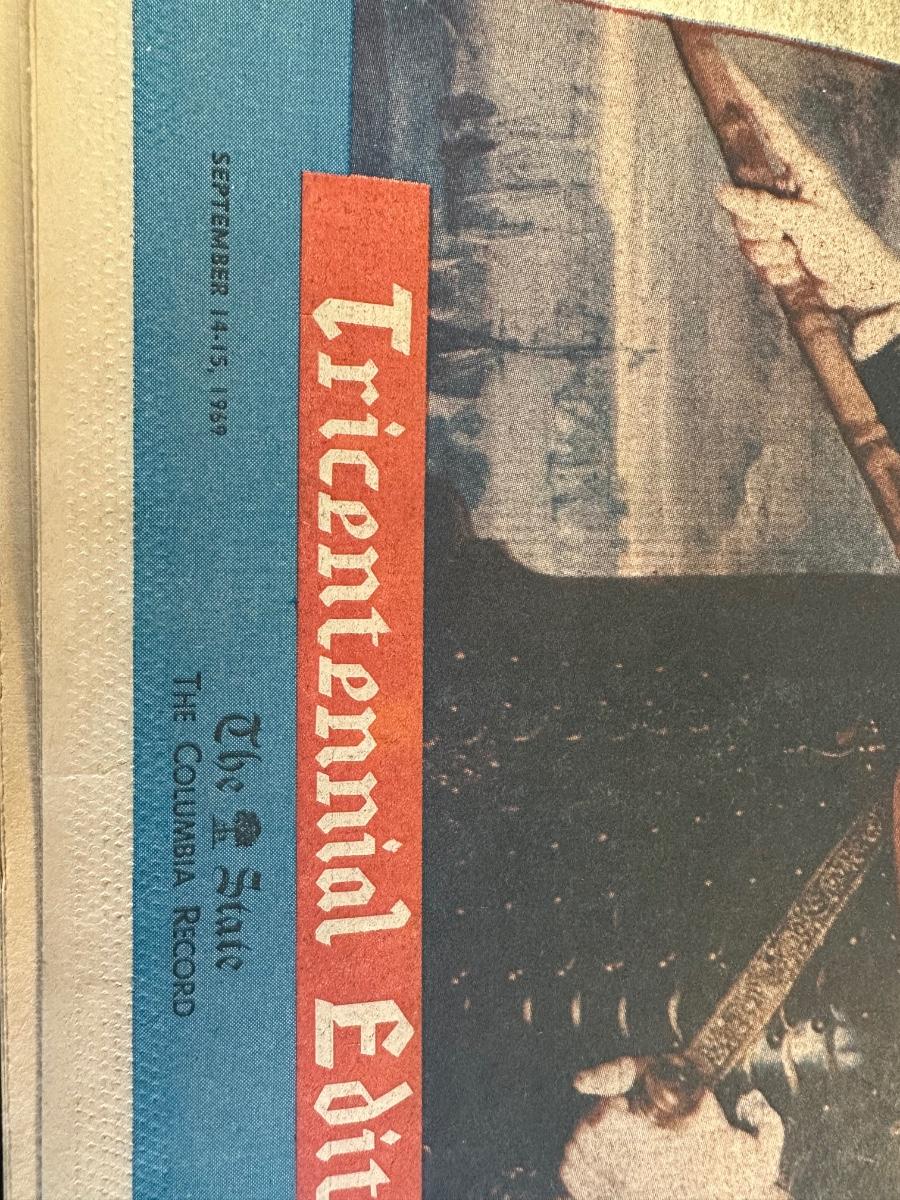 Tricentennial Edit
SEPTEMBER 14-15, 1969
The State
THE COLUMBIA RECORD